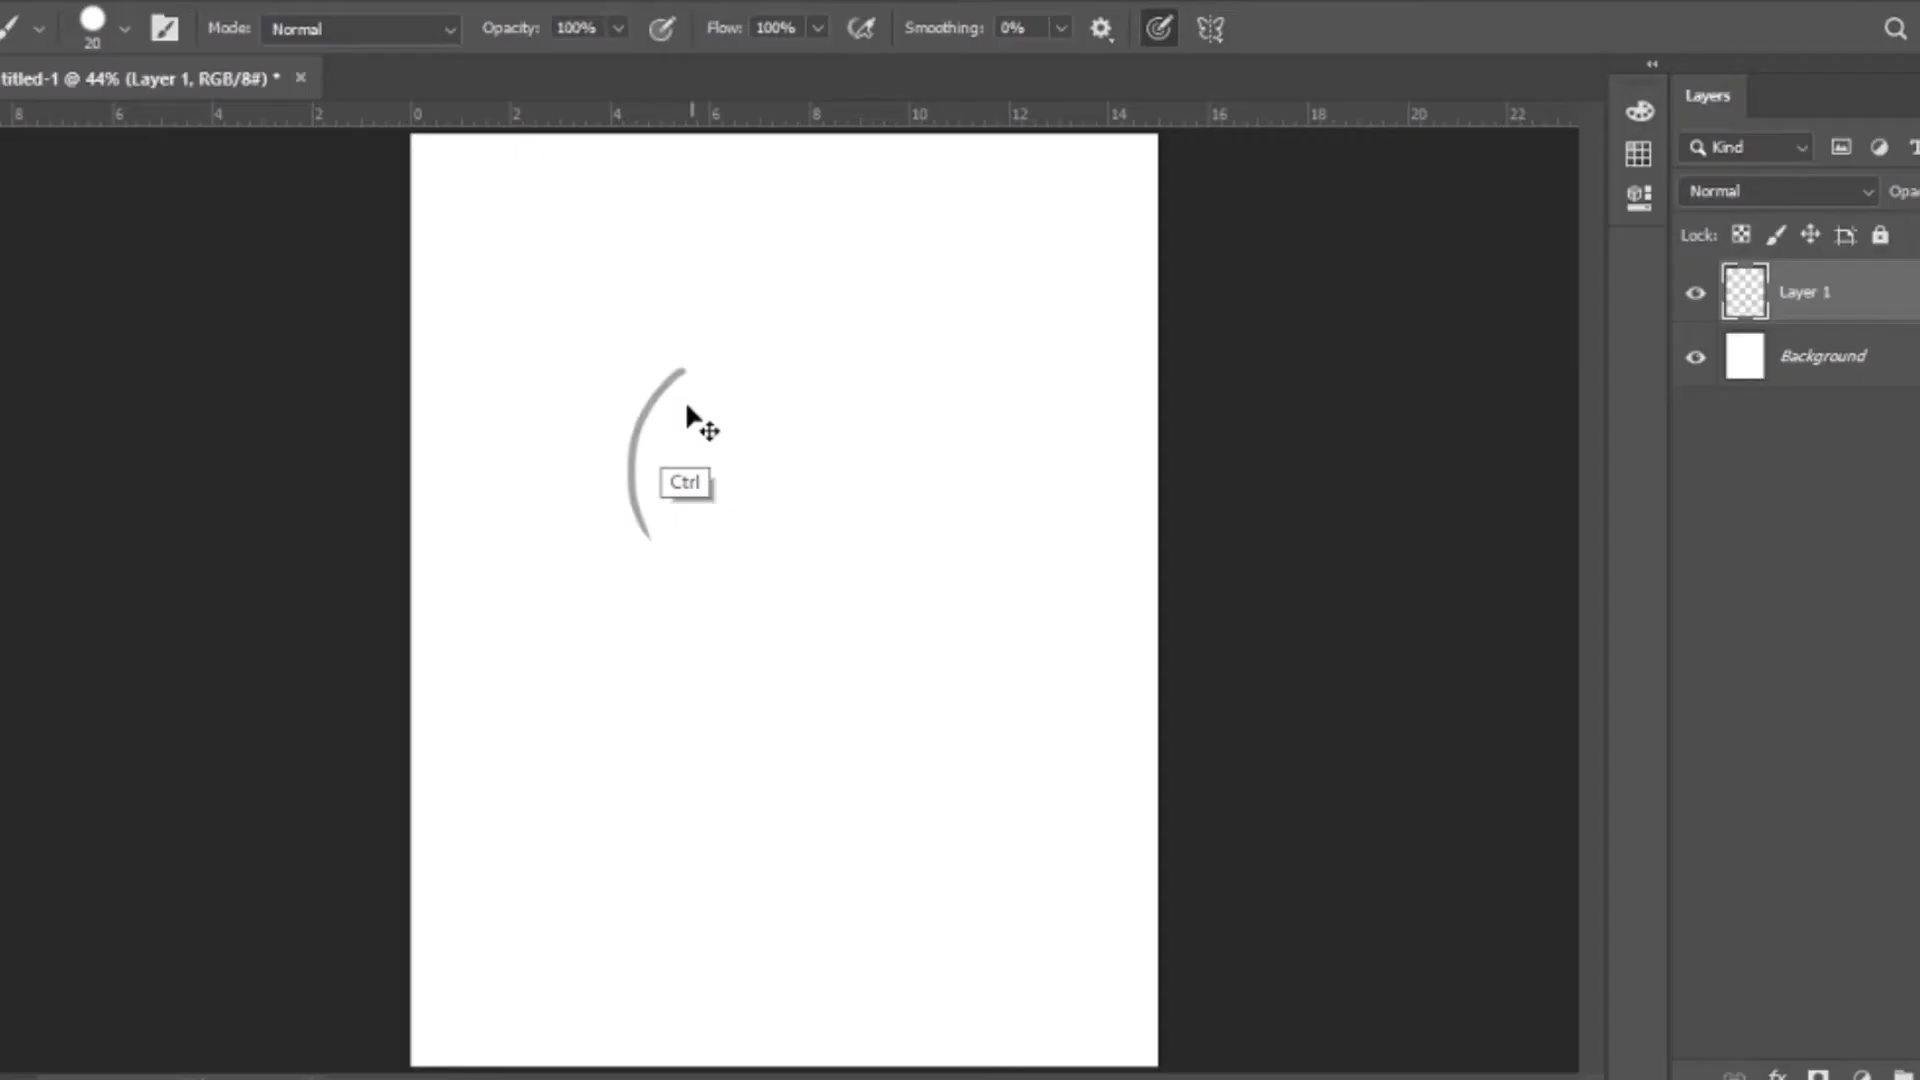 Mode: Normal Opacity: 100% Flow: 100% Smoothing: 0%
20
titled-1 @ 44% (Layer 1, RGB/8#) *
Layers
8 6 4 2 0 2 4 6 8 10 12 14 16 18 20 22
Kind
Normal Opa
Lock:
Layer 1
Background
Ctrl
fx